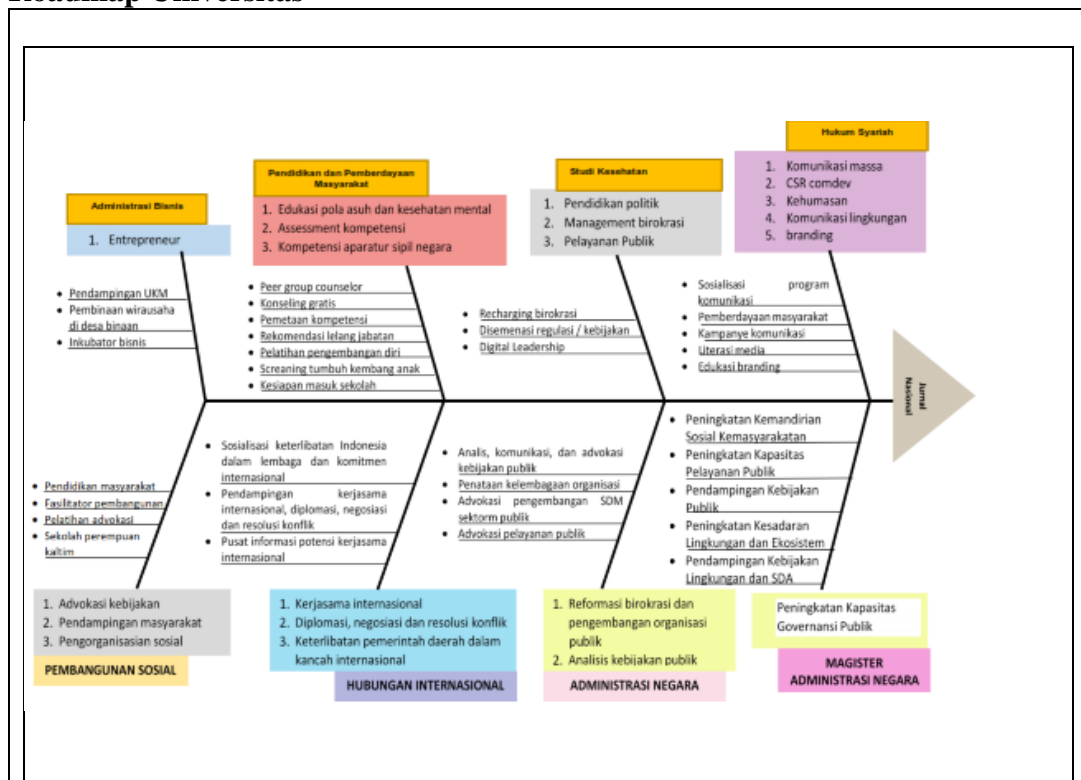 Roadmap Universitas
Hukum Syariah
1. Komunikasi massa
2. CSR comdev
3. Kehumasan
4. Komunikasi lingkungan
5. branding
Pendidikan dan Pemberdayaan
Masyarakat
1. Edukasi pola asuh dan kesehatan mental
2. Assessment kompetensi
3. Kompetensi aparatur sipil negara
Studi Kesehatan
1. Pendidikan politik
2. Management birokrasi
3. Pelayanan Publik
Administrasi Bisnis
1. Entrepreneur
• Pendampingan UKM
• Pembinaan wirausaha
di desa binaan
• Inkubator bisnis
• Peer group counselor
• Konseling gratis
• Pemetaan kompetensi
• Rekomendasi lelang jabatan
• Pelatihan pengembangan diri
• Screaning tumbuh kembang anak
• Kesiapan masuk sekolah
• Recharging birokrasi
• Disemenasi regulasi / kebijakan
• Digital Leadership
• Sosialisasi program
komunikasi
• Pemberdayaan masyarakat
• Kampanye komunikasi
• Literasi media
• Edukasi branding
Jurnal
Nasional
• Pendidikan masyarakat
• Fasilitator pembangunan
• Pelatihan advokasi
• Sekolah perempuan
kaltim
• Sosialisasi keterlibatan Indonesia
dalam lembaga dan komitmen
internasional
• Pendampingan kerjasama
internasional, diplomasi, negosiasi
dan resolusi konflik
• Pusat informasi potensi kerjasama
internasional
• Analis, komunikasi, dan advokasi
kebijakan publik
• Penataan kelembagaan organisasi
• Advokasi pengembangan SDM
sektorm publik
• Advokasi pelayanan publik
• Peningkatan Kemandirian
Sosial Kemasyarakatan
• Peningkatan Kapasitas
Pelayanan Publik
• Pendampingan Kebijakan
Publik
• Peningkatan Kesadaran
Lingkungan dan Ekosistem
• Pendampingan Kebijakan
Lingkungan dan SDA
1. Advokasi kebijakan
2. Pendampingan masyarakat
3. Pengorganisasian sosial
PEMBANGUNAN SOSIAL
1. Kerjasama internasional
2. Diplomasi, negosiasi dan resolusi konflik
3. Keterlibatan pemerintah daerah dalam
kancah internasional
HUBUNGAN INTERNASIONAL
1. Reformasi birokrasi dan
pengembangan organisasi
publik
2. Analisis kebijakan publik
ADMINISTRASI NEGARA
Peningkatan Kapasitas
Governansi Publik
MAGISTER
ADMINISTRASI NEGARA